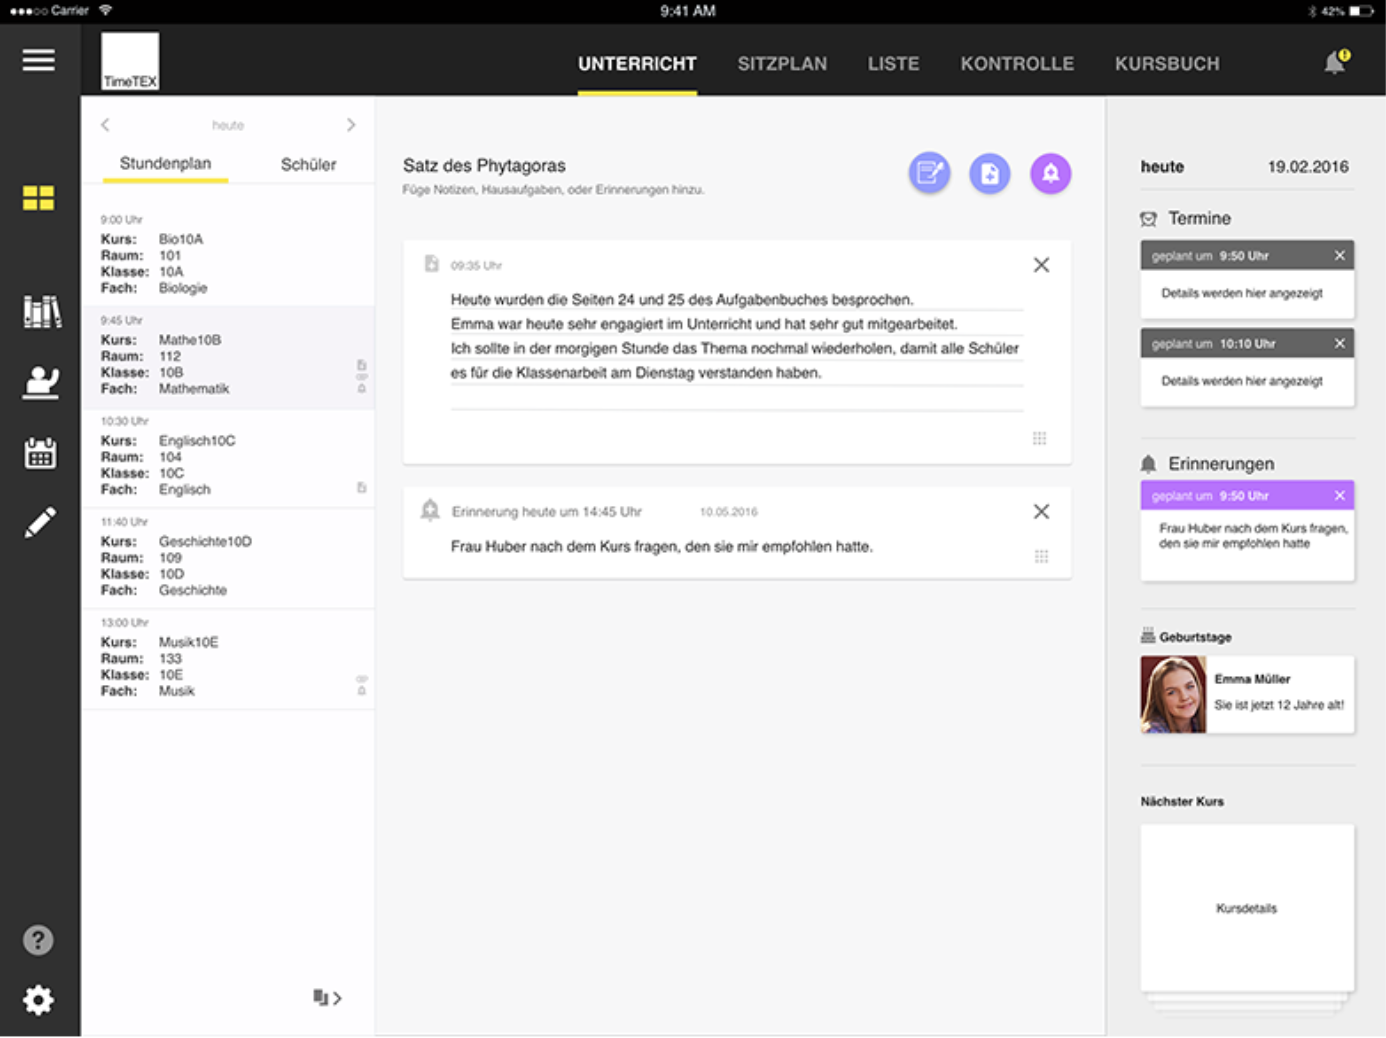 Carrier
9:41 AM
42%
TimeTEX
UNTERRICHT
SITZPLAN
LISTE
KONTROLLE
KURSBUCH
heute
Stundenplan
Schüler
9:00 Uhr
Kurs: Bio10A
Raum: 101
Klasse: 10A
Fach: Biologie
9:45 Uhr
Kurs: Mathe10B
Raum: 112
Klasse: 10B
Fach: Mathematik
10:30 Uhr
Kurs: Englisch10C
Raum: 104
Klasse: 10C
Fach: Englisch
11:40 Uhr
Kurs: Geschichte10D
Raum: 109
Klasse: 10D
Fach: Geschichte
13:00 Uhr
Kurs: Musik10E
Raum: 133
Klasse: 10E
Fach: Musik
Satz des Phytagoras
Füge Notizen, Hausaufgaben, oder Erinnerungen hinzu.
09:35 Uhr
Heute wurden die Seiten 24 und 25 des Aufgabenbuches besprochen.
Emma war heute sehr engagiert im Unterricht und hat sehr gut mitgearbeitet.
Ich sollte in der morgigen Stunde das Thema nochmal wiederholen, damit alle Schüler
es für die Klassenarbeit am Dienstag verstanden haben.
Erinnerung heute um 14:45 Uhr 10.05.2016
Frau Huber nach dem Kurs fragen, den sie mir empfohlen hatte.
heute 19.02.2016
Termine
geplant um 9:50 Uhr
Details werden hier angezeigt
geplant um 10:10 Uhr
Details werden hier angezeigt
Erinnerungen
geplant um 9:50 Uhr
Frau Huber nach dem Kurs fragen,
den sie mir empfohlen hatte
Geburtstage
Emma Müller
Sie ist jetzt 12 Jahre alt!
Nächster Kurs
Kursdetails